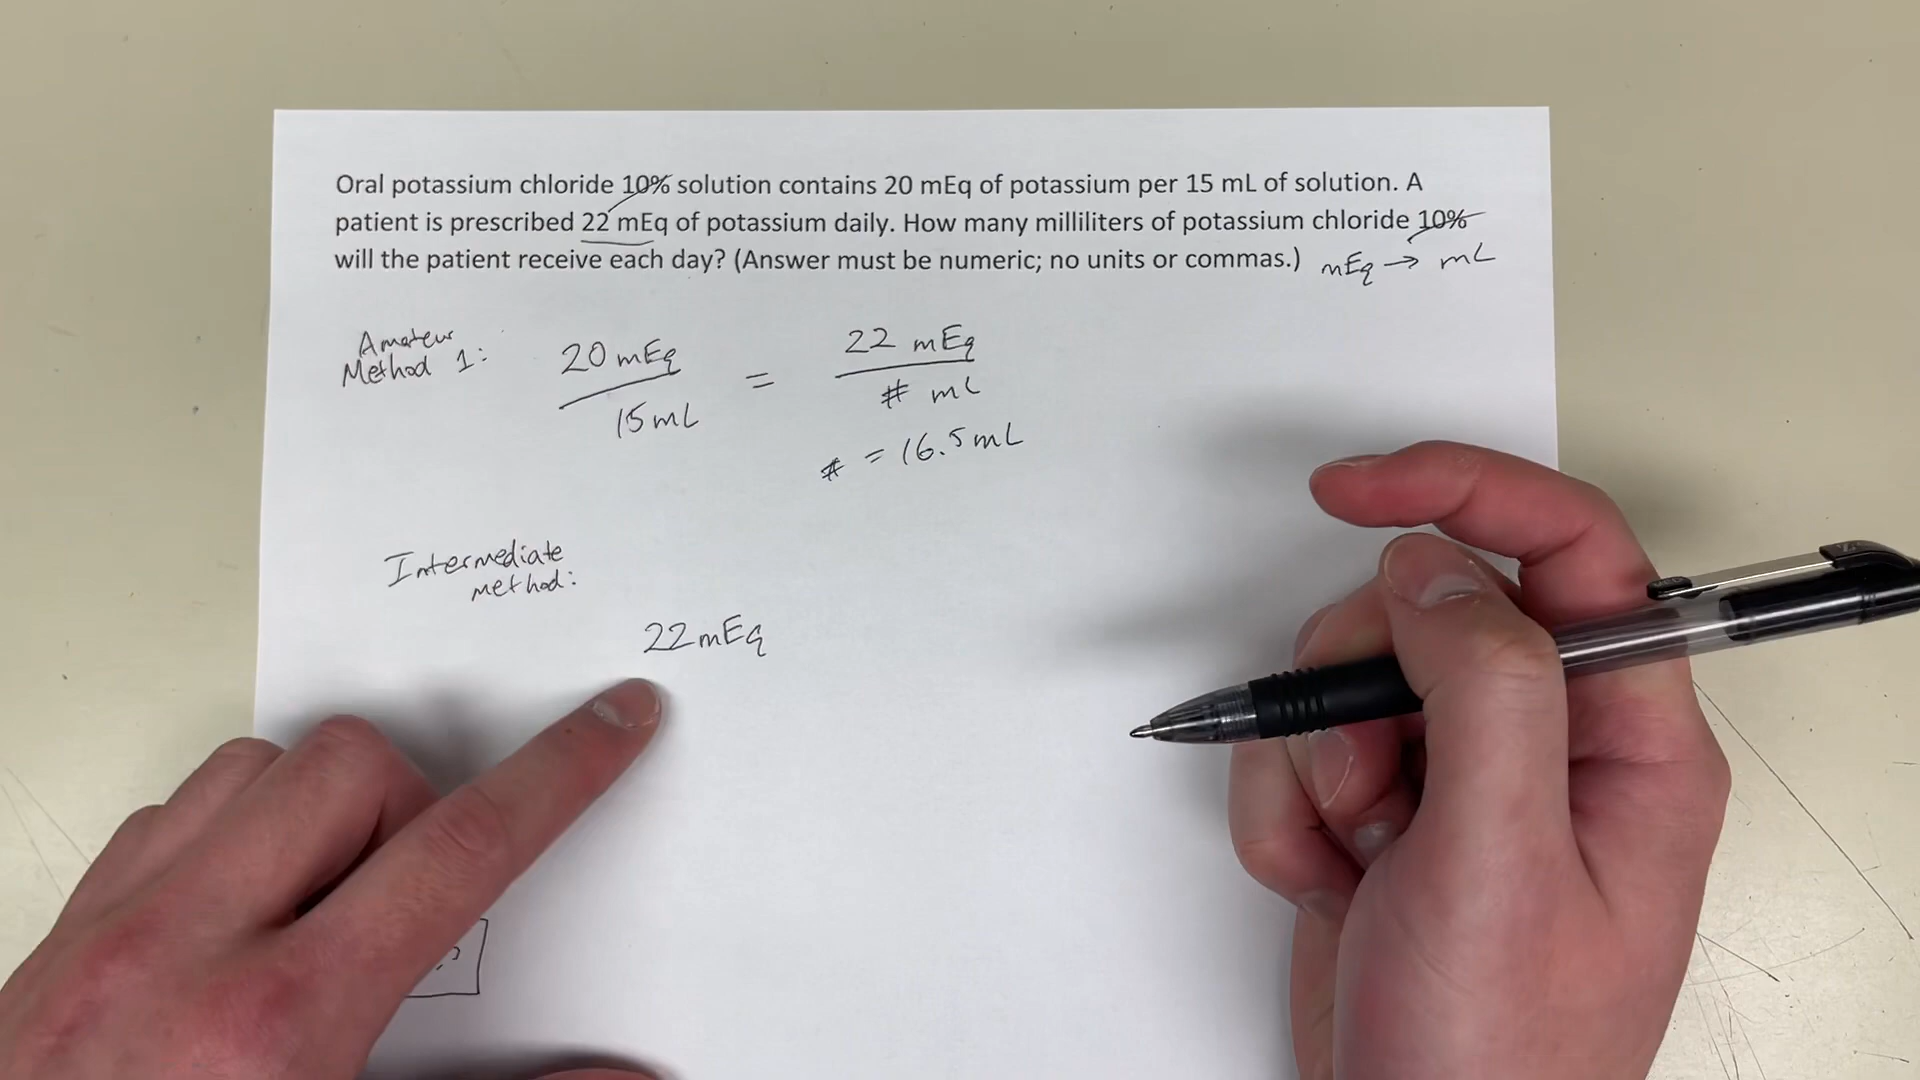 Oral potassium chloride 10% solution contains 20 mEq of potassium per 15 mL of solution. A
patient is prescribed 22 mEq of potassium daily. How many milliliters of potassium chloride 10%
will the patient receive each day? (Answer must be numeric; no units or commas.) mEq → mL
Amateur
Method 1:
20 mEq
15 mL
=
22 mEq
# mL
# = 16.5 mL
Intermediate
method:
22 mEq